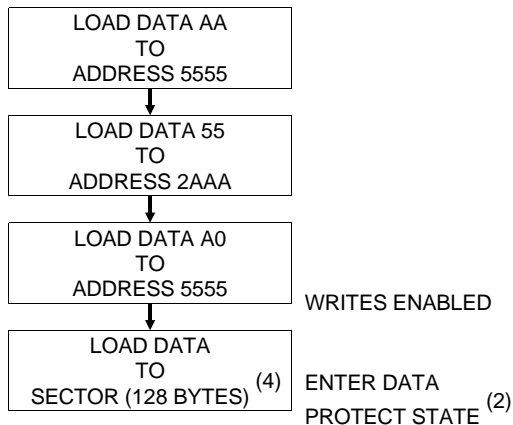 LOAD DATA AA
TO
ADDRESS 5555
LOAD DATA 55
TO
ADDRESS 2AAA
LOAD DATA A0
TO
ADDRESS 5555
WRITES ENABLED
LOAD DATA
TO
SECTOR (128 BYTES) (4)
ENTER DATA
PROTECT STATE (2)